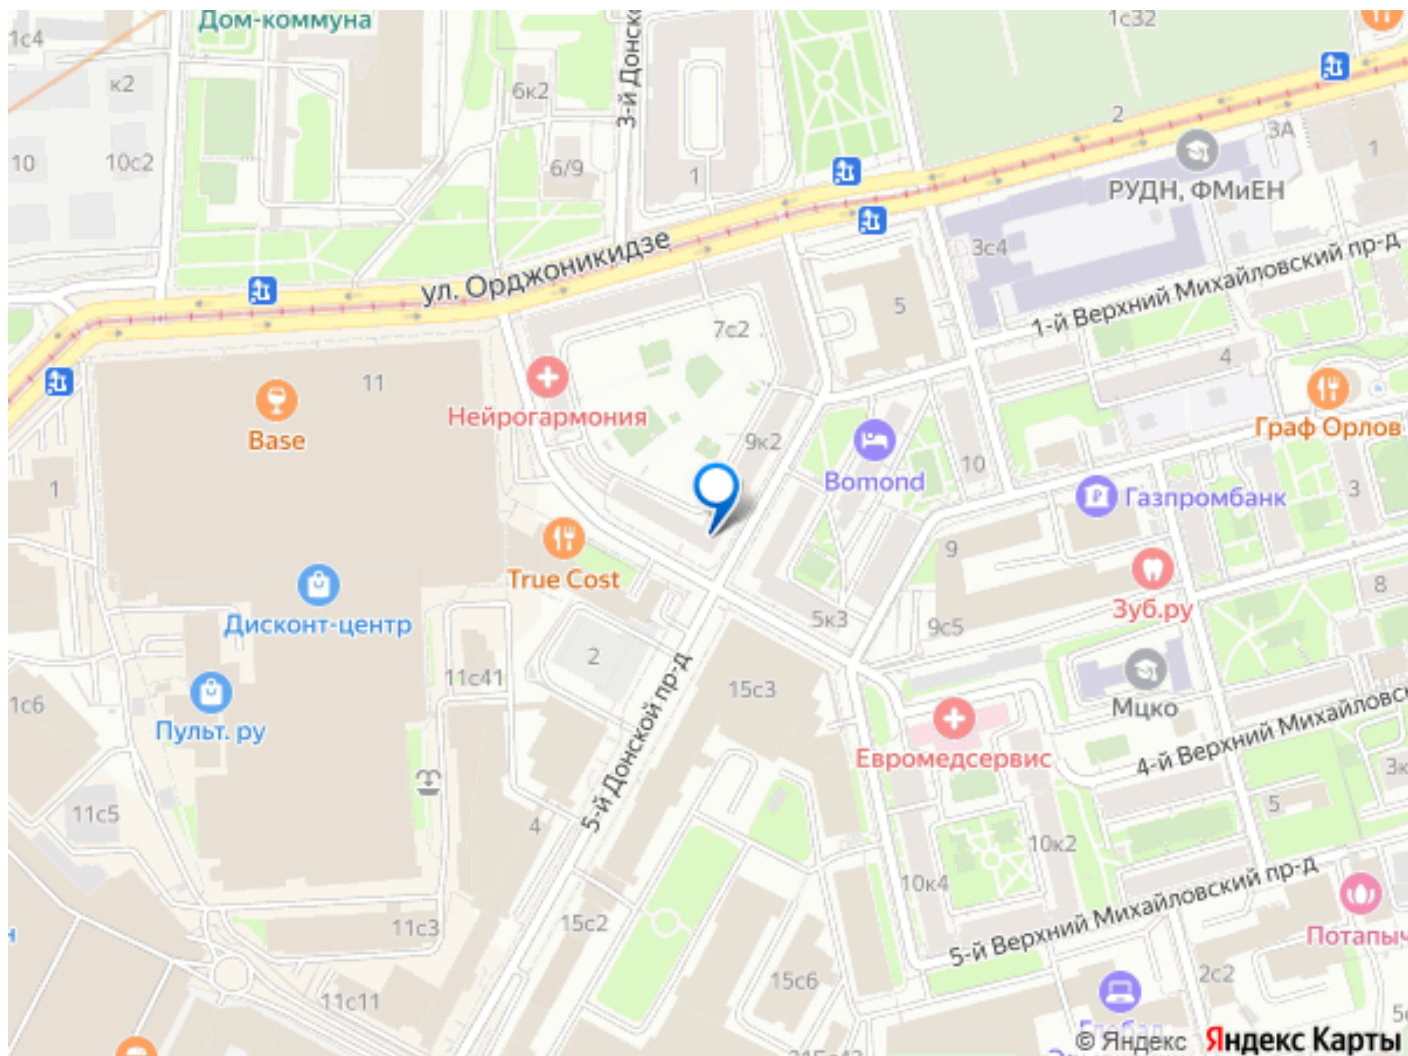 Дом-коммуна
1с4
1с32
к2
6к2
3-й Донск
2
3А
10
10с2
6/9
1
1
РУДН, ФМиЕН
3с4
ул. Орджоникидзе
1-й Верхний Михайловский пр-д
5
7с2
4
11
Нейрогармония
Base
Граф Орлов
9к2
Bomond
10
1
Газпромбанк
3
True Cost
9
Дисконт-центр
Зуб.ру
8
5к3
9с5
2
11с41
15с3
Мцко
1с6
Пульт. ру
Евромедсервис
4-й Верхний Михайловс
3к
5-й Донской пр-д
11с5
4
5
10к2
10к4
15с2
11с3
5-й Верхний Михайловский пр-д
Потапыч
15с6
2с2
11с11
5с
© Яндекс
Яндекс Карты